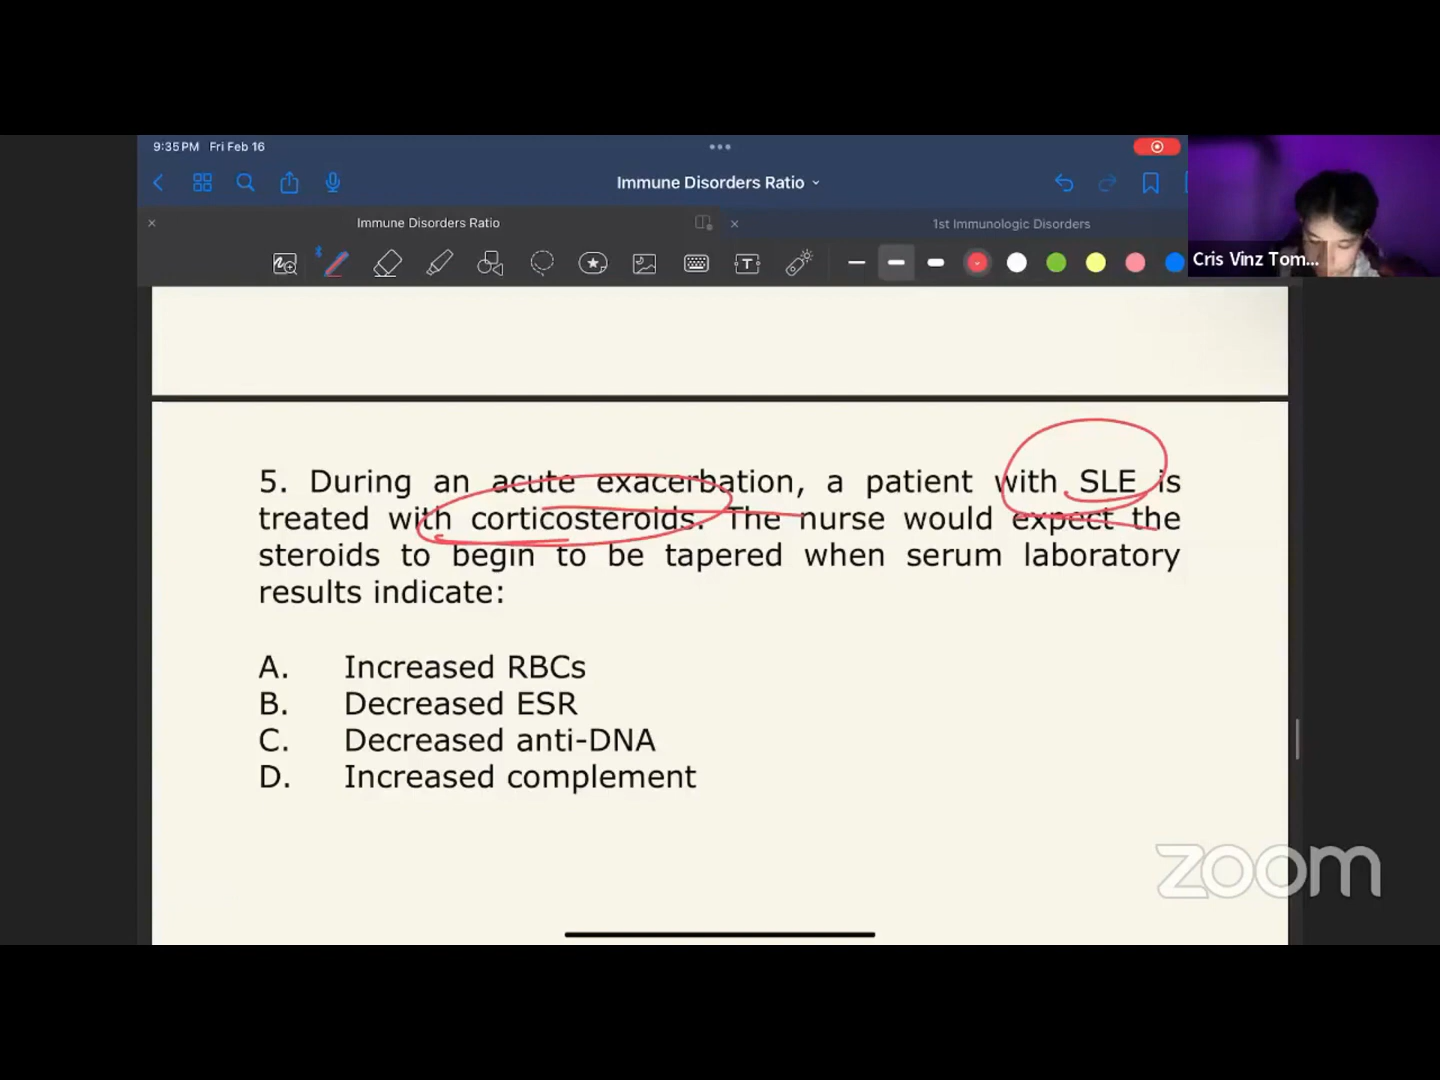 9:35 PM Fri Feb 16
Immune Disorders Ratio
Immune Disorders Ratio
1st Immunologic Disorders
Cris Vinz Tom...
5. During an acute exacerbation, a patient with SLE is
treated with corticosteroids. The nurse would expect the
steroids to begin to be tapered when serum laboratory
results indicate:
A. Increased RBCs
B. Decreased ESR
C. Decreased anti-DNA
D. Increased complement
zoom